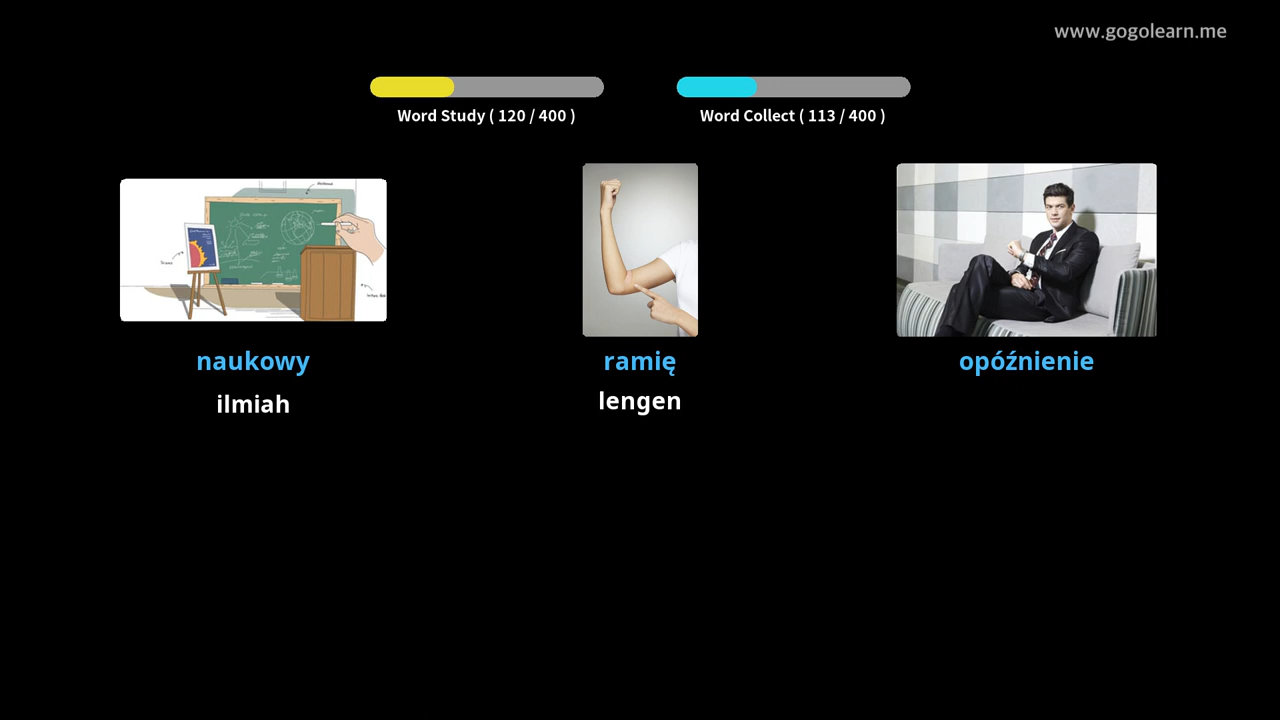 www.gogolearn.me
Word Study ( 120 / 400 )
Word Collect ( 113 / 400 )
naukowy
ramię
opóźnienie
ilmiah
lengen